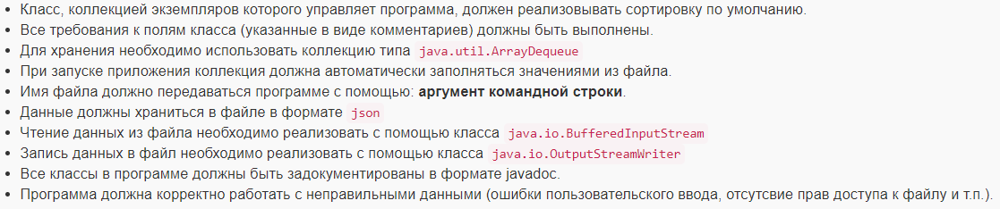 Класс, коллекцией экземпляров которого управляет программа, должен реализовывать сортировку по умолчанию.
Все требования к полям класса (указанные в виде комментариев) должны быть выполнены.
Для хранения необходимо использовать коллекцию типа java.util.ArrayDequeue
При запуске приложения коллекция должна автоматически заполняться значениями из файла.
Имя файла должно передаваться программе с помощью: аргумент командной строки.
Данные должны храниться в файле в формате json
Чтение данных из файла необходимо реализовать с помощью класса java.io.BufferedInputStream
Запись данных в файл необходимо реализовать с помощью класса java.io.OutputStreamWriter
Все классы в программе должны быть задокументированы в формате javadoc.
Программа должна корректно работать с неправильными данными (ошибки пользовательского ввода, отсутсвие прав доступа к файлу и т.п.).